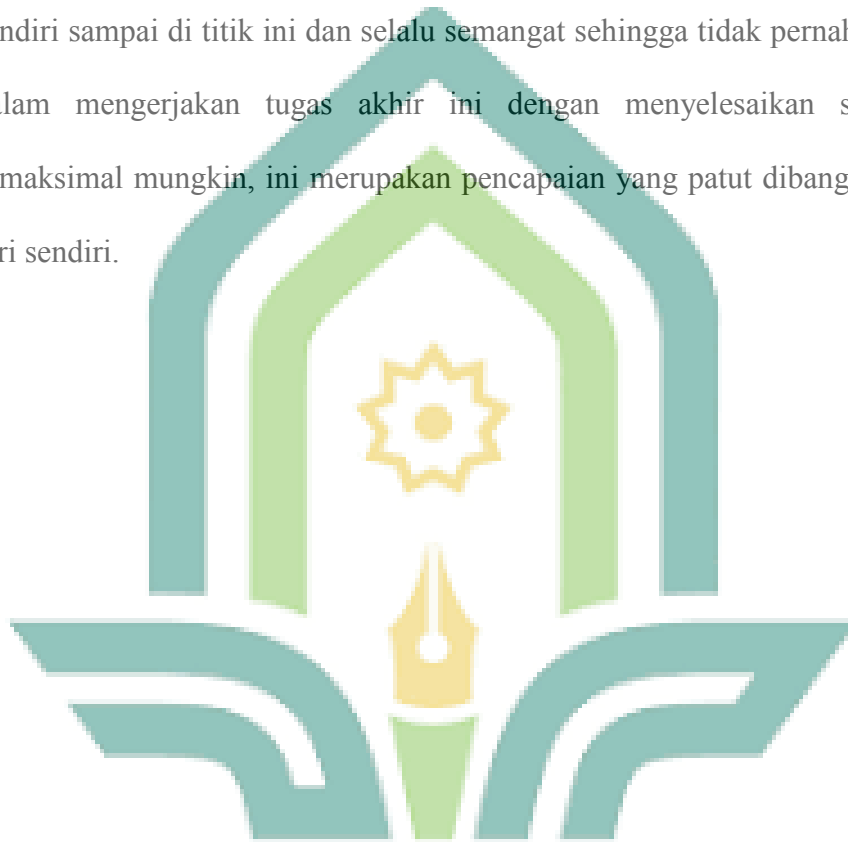 ndiri sampai di titik ini dan selalu semangat sehingga tidak pernah
alam mengerjakan tugas akhir ini dengan menyelesaikan s
maksimal mungkin, ini merupakan pencapaian yang patut dibang
ri sendiri.